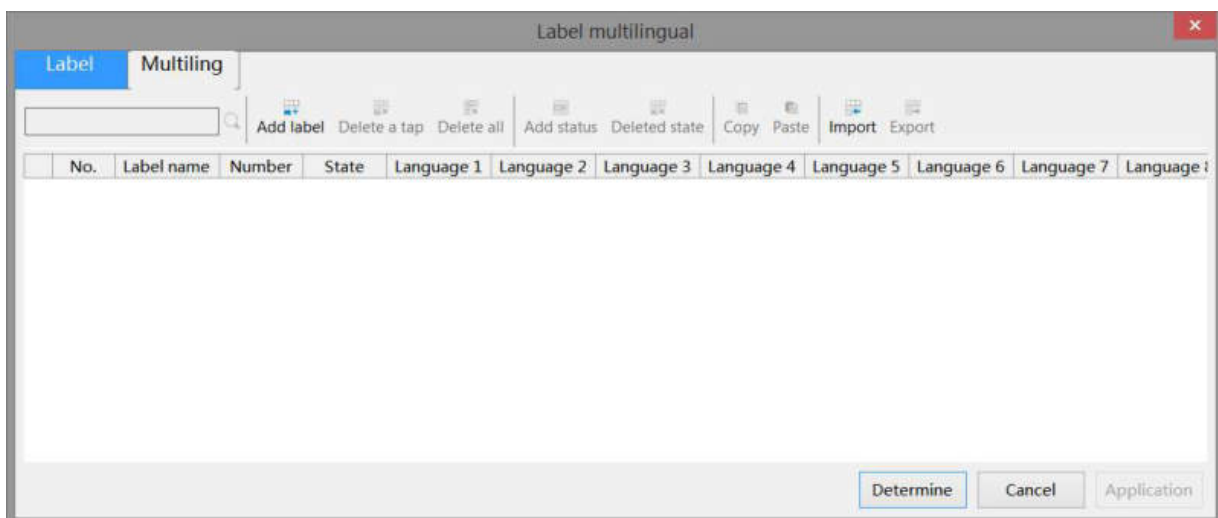 Label multilingual
Label Multiling
Add label Delete a tap Delete all Add status Deleted state Copy Paste Import Export
No. Label name Number State Language 1 Language 2 Language 3 Language 4 Language 5 Language 6 Language 7 Language
Determine Cancel Application